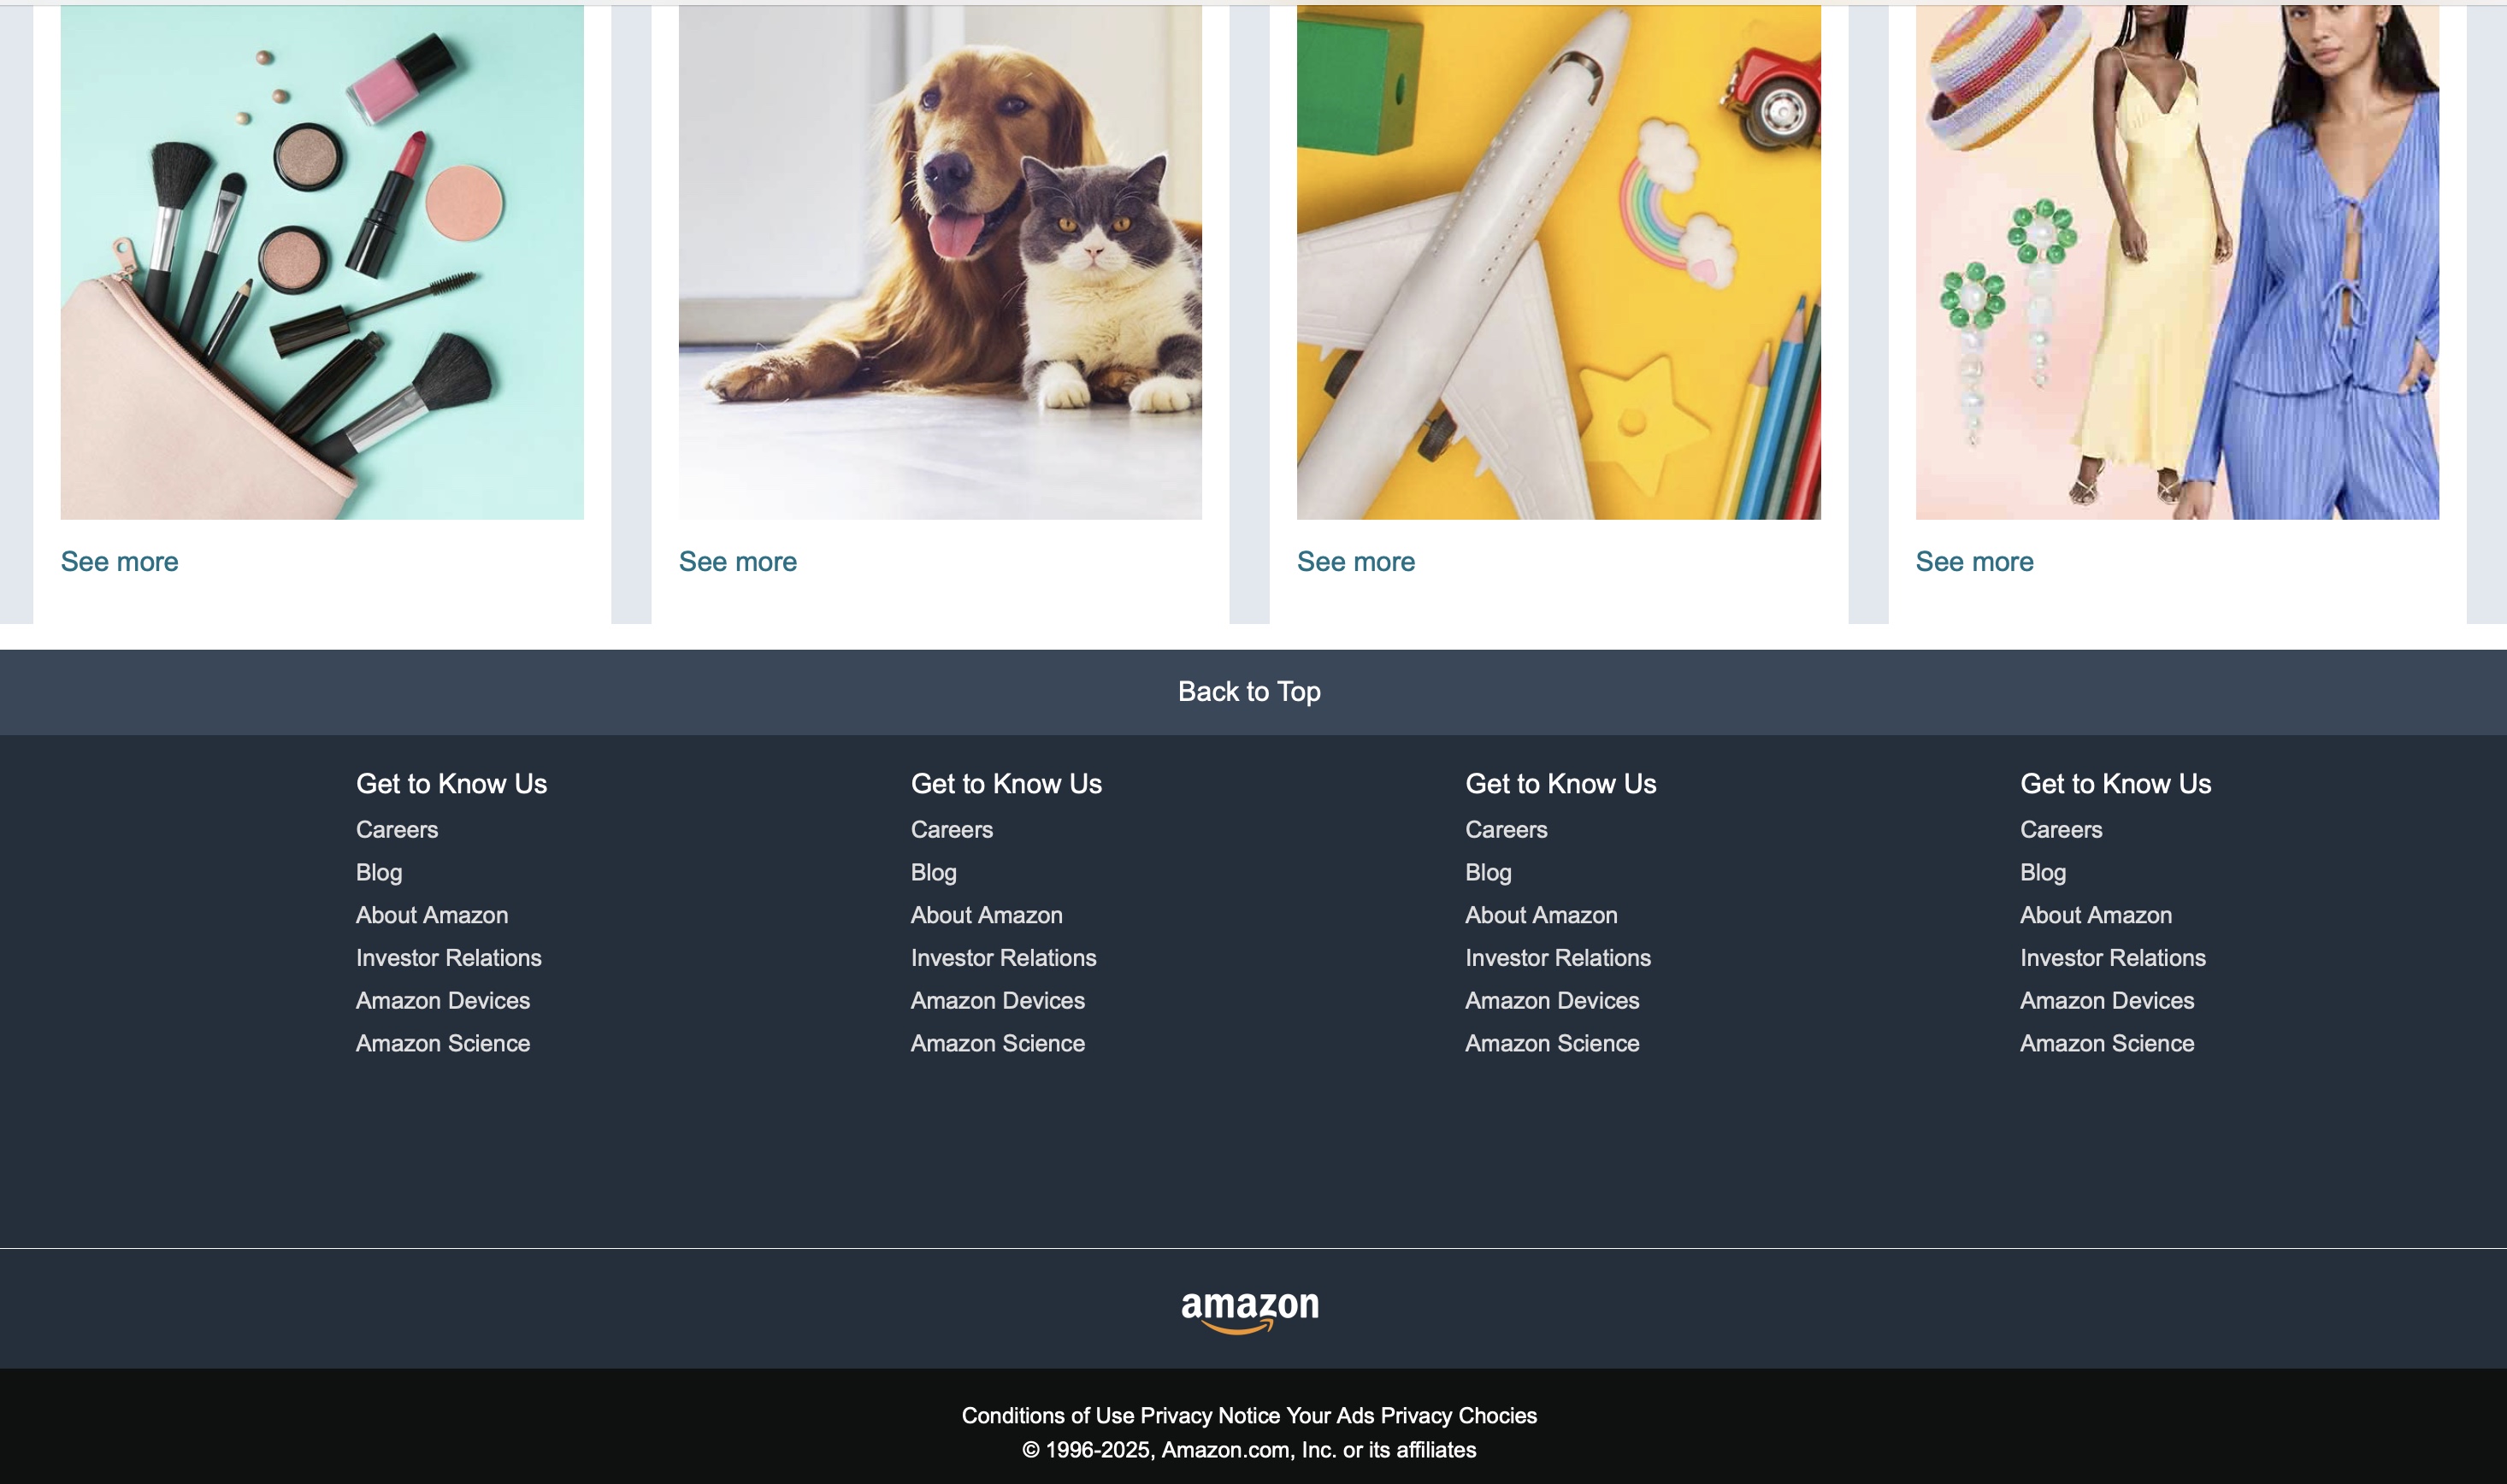 See more See more See more See more
Back to Top
Get to Know Us
Careers
Blog
About Amazon
Investor Relations
Amazon Devices
Amazon Science
Get to Know Us
Careers
Blog
About Amazon
Investor Relations
Amazon Devices
Amazon Science
Get to Know Us
Careers
Blog
About Amazon
Investor Relations
Amazon Devices
Amazon Science
Get to Know Us
Careers
Blog
About Amazon
Investor Relations
Amazon Devices
Amazon Science
amazon
Conditions of Use Privacy Notice Your Ads Privacy Chocies
© 1996-2025, Amazon.com, Inc. or its affiliates